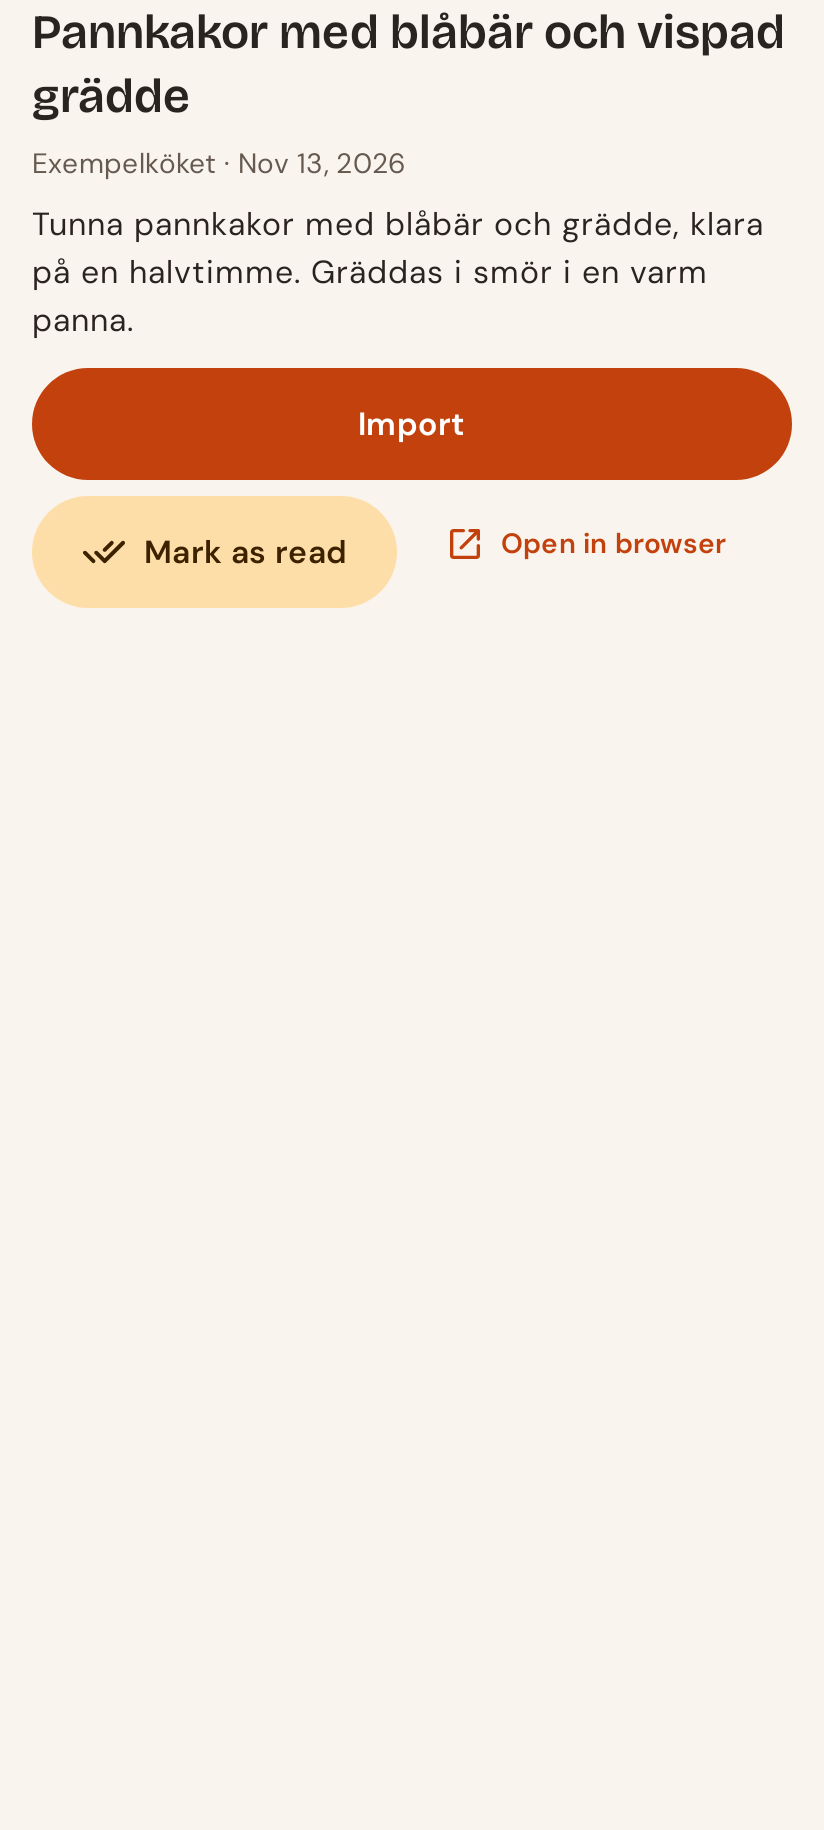 Pannkakor med blåbär och vispad
grädde
Exempelköket · Nov 13, 2026
Tunna pannkakor med blåbär och grädde, klara
på en halvtimme. Gräddas i smör i en varm
panna.
Import
Mark as read
Open in browser